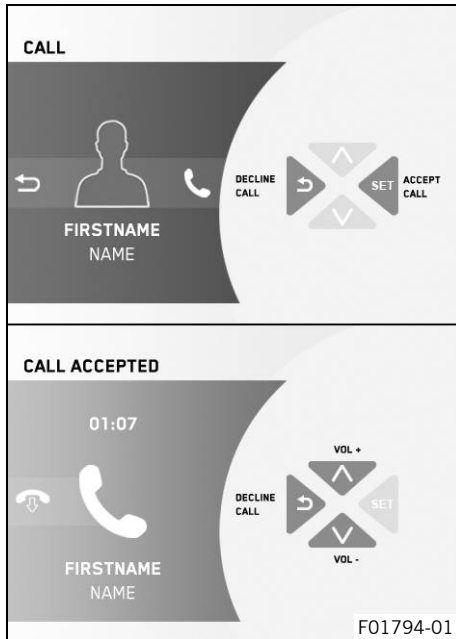 CALL
DECLINE
CALL
SET
ACCEPT
CALL
FIRSTNAME
NAME
CALL ACCEPTED
01:07
VOL +
DECLINE
CALL
SET
VOL -
FIRSTNAME
NAME
F01794-01